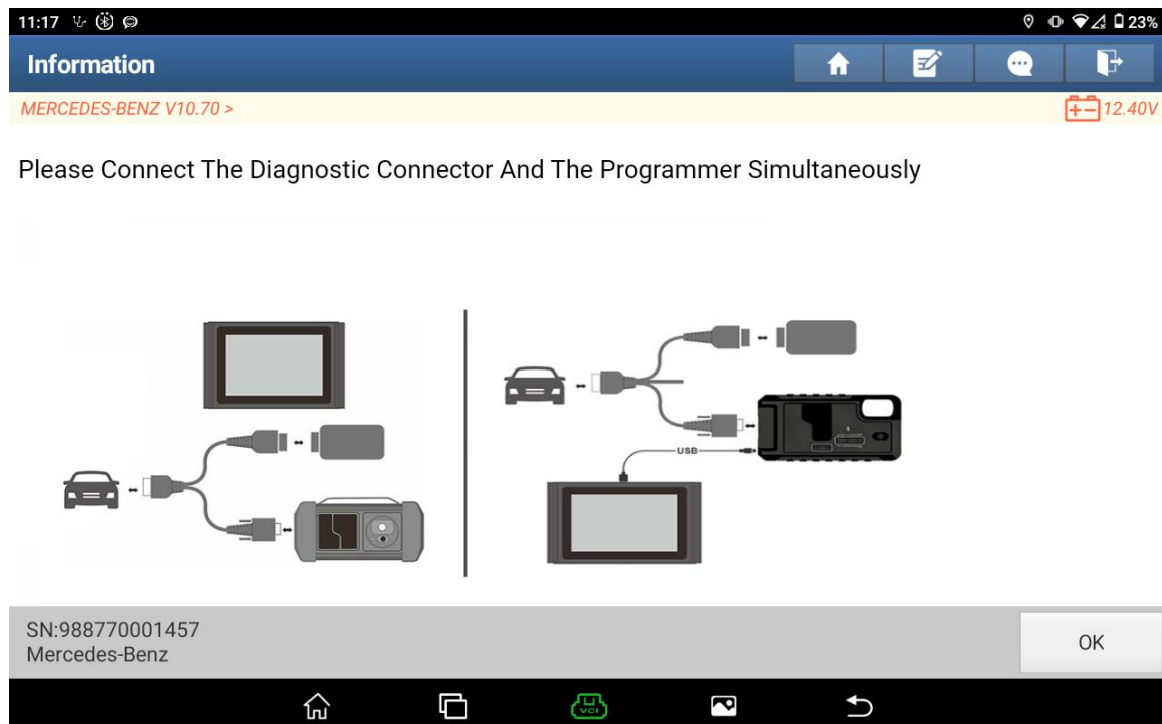 11:17 23%
Information
MERCEDES-BENZ V10.70 > 12.40V
Please Connect The Diagnostic Connector And The Programmer Simultaneously
USB
SN:988770001457
Mercedes-Benz
OK
VCI